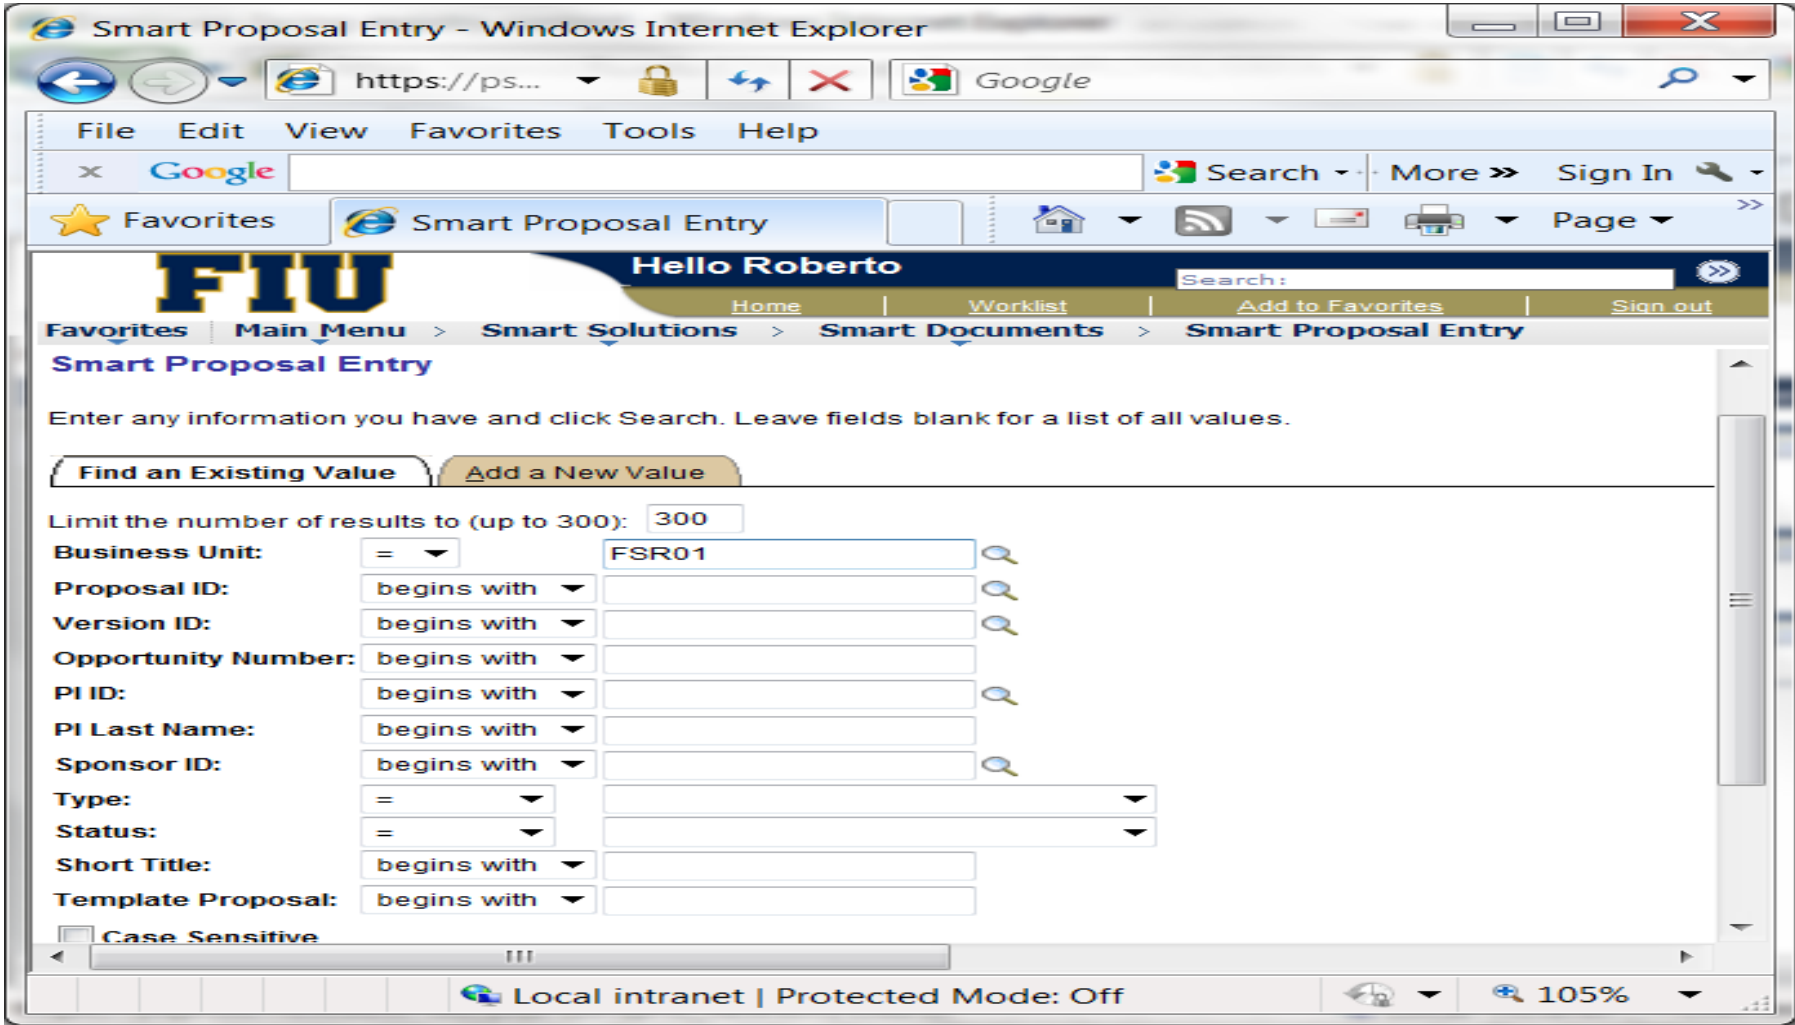 Smart Proposal Entry - Windows Internet Explorer
https://ps... Google
File Edit View Favorites Tools Help
x Google Search More » Sign In
Favorites Smart Proposal Entry Page »
FIU Hello Roberto Search:
Home | Worklist | Add to Favorites | Sign out
Favorites Main Menu > Smart Solutions > Smart Documents > Smart Proposal Entry
Smart Proposal Entry
Enter any information you have and click Search. Leave fields blank for a list of all values.
Find an Existing Value Add a New Value
Limit the number of results to (up to 300): 300
Business Unit: = FSR01
Proposal ID: begins with
Version ID: begins with
Opportunity Number: begins with
PI ID: begins with
PI Last Name: begins with
Sponsor ID: begins with
Type: =
Status: =
Short Title: begins with
Template Proposal: begins with
Case Sensitive
Local intranet | Protected Mode: Off 105%